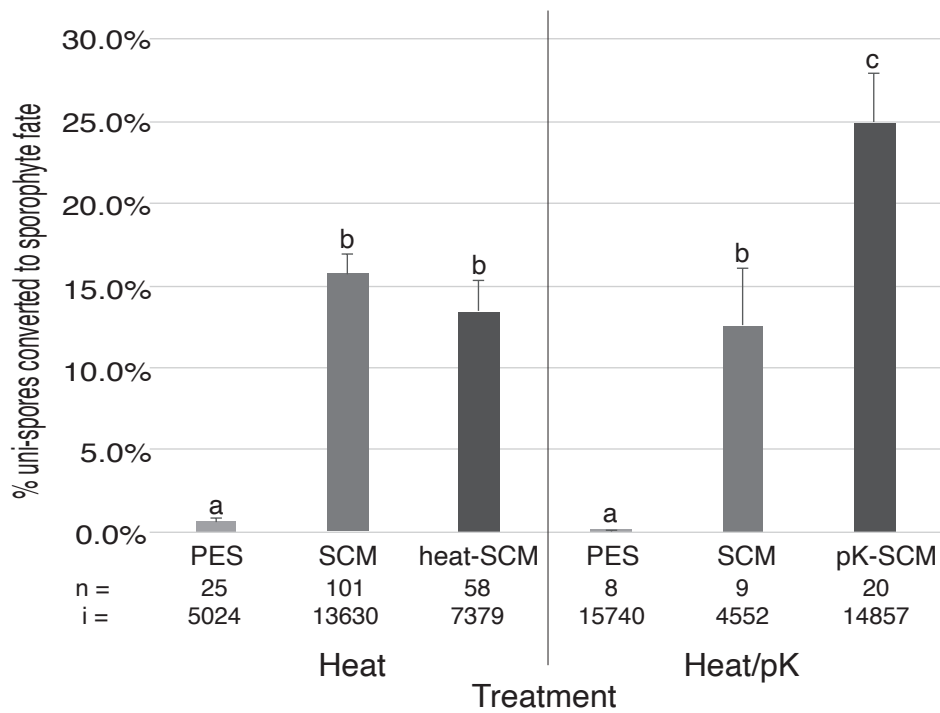 % uni-spores converted to sporophyte fate
30.0%
25.0%
20.0%
15.0%
10.0%
5.0%
0.0%
a
b
b
a
b
c
PES SCM heat-SCM PES SCM pK-SCM
n = 25 101 58 8 9 20
i = 5024 13630 7379 15740 4552 14857
Heat Heat/pK
Treatment